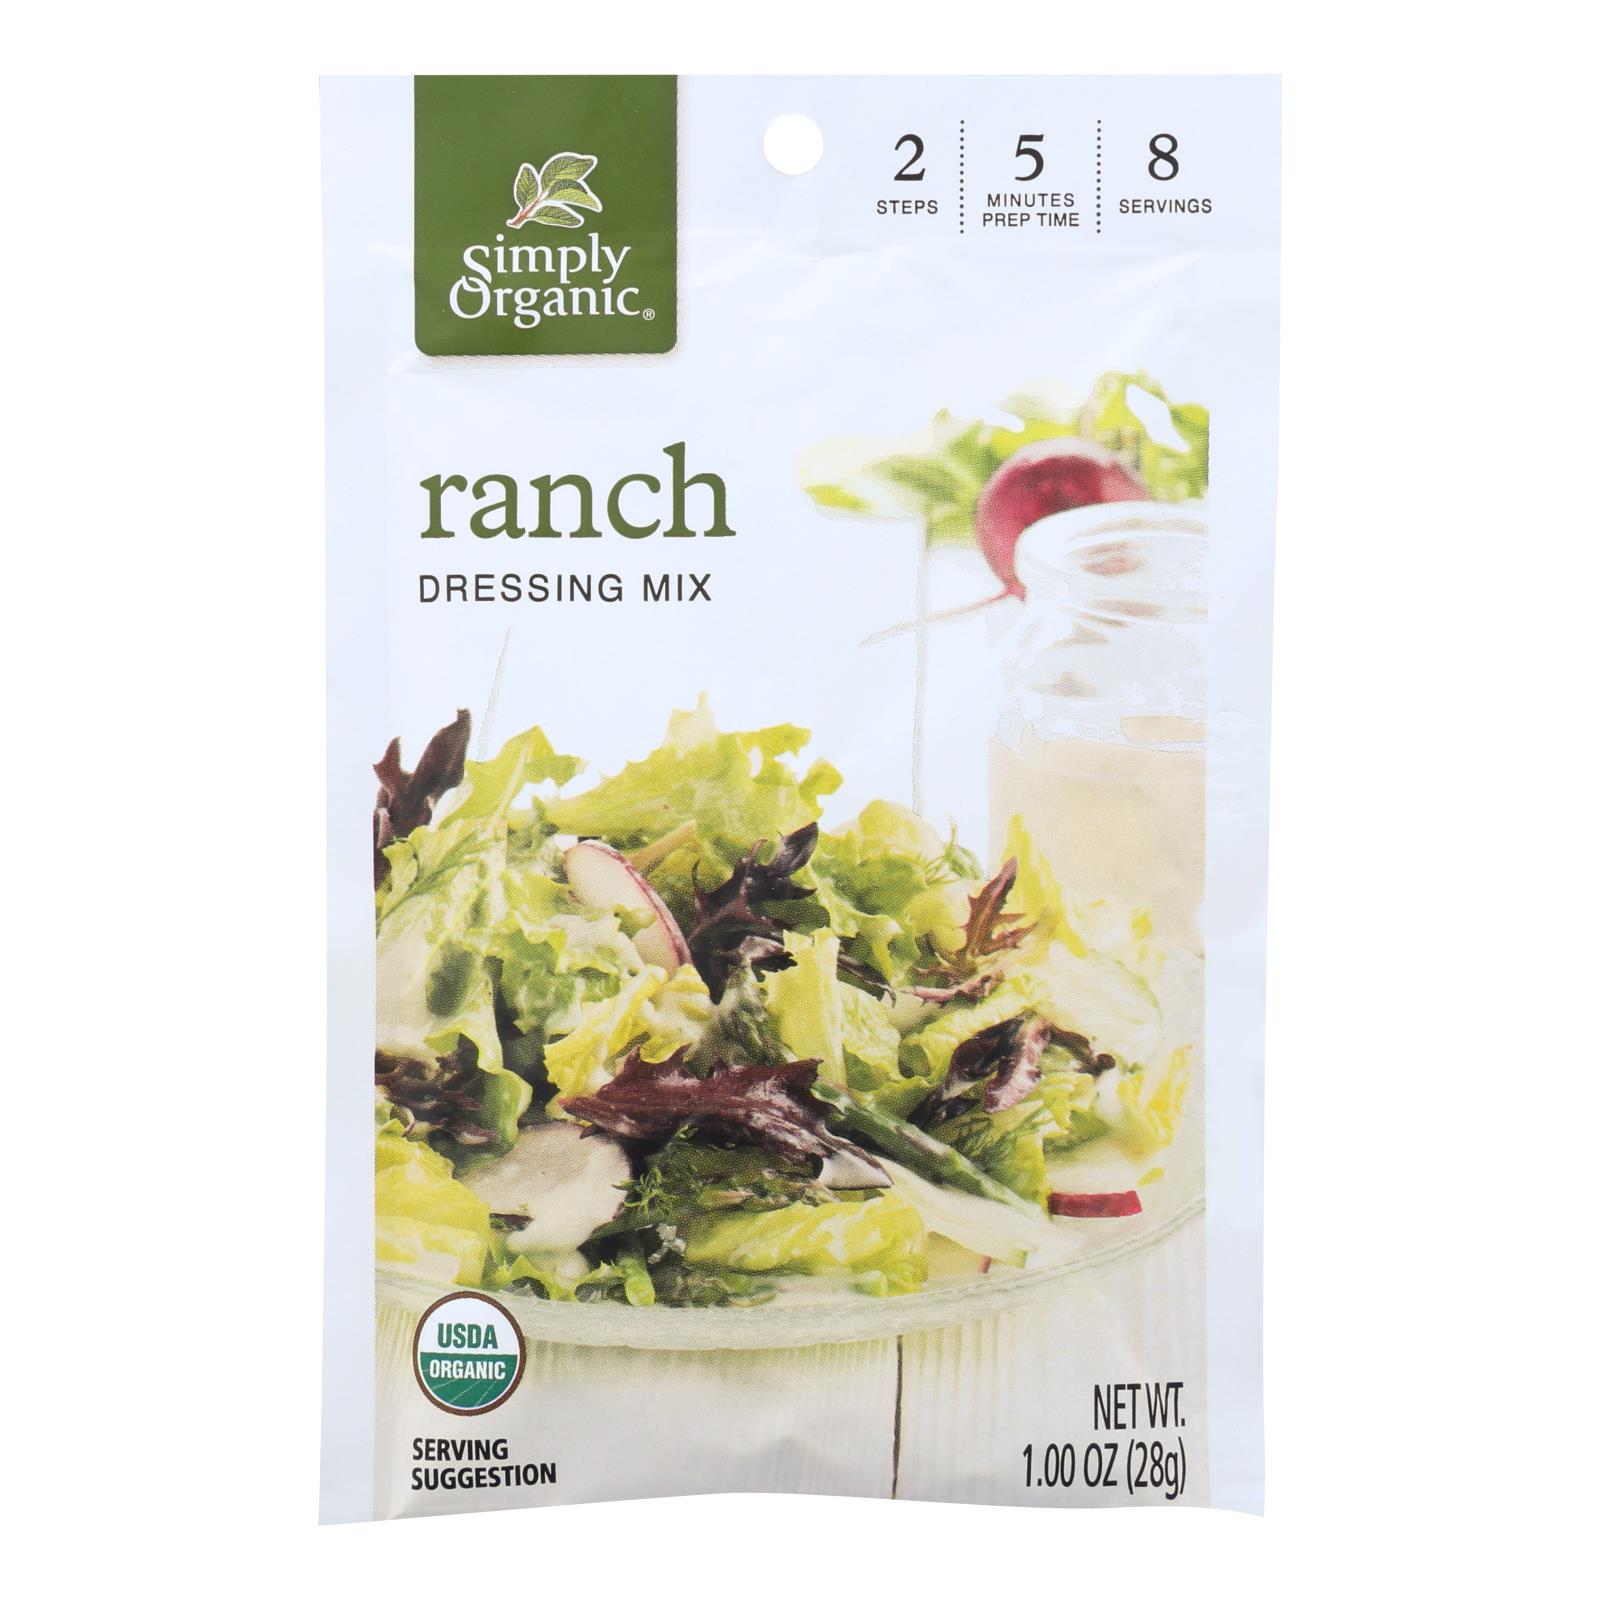 Simply
Organic®
2
STEPS
5
MINUTES
PREP TIME
8
SERVINGS
ranch
DRESSING MIX
USDA
ORGANIC
SERVING
SUGGESTION
NET WT.
1.00 OZ (28g)